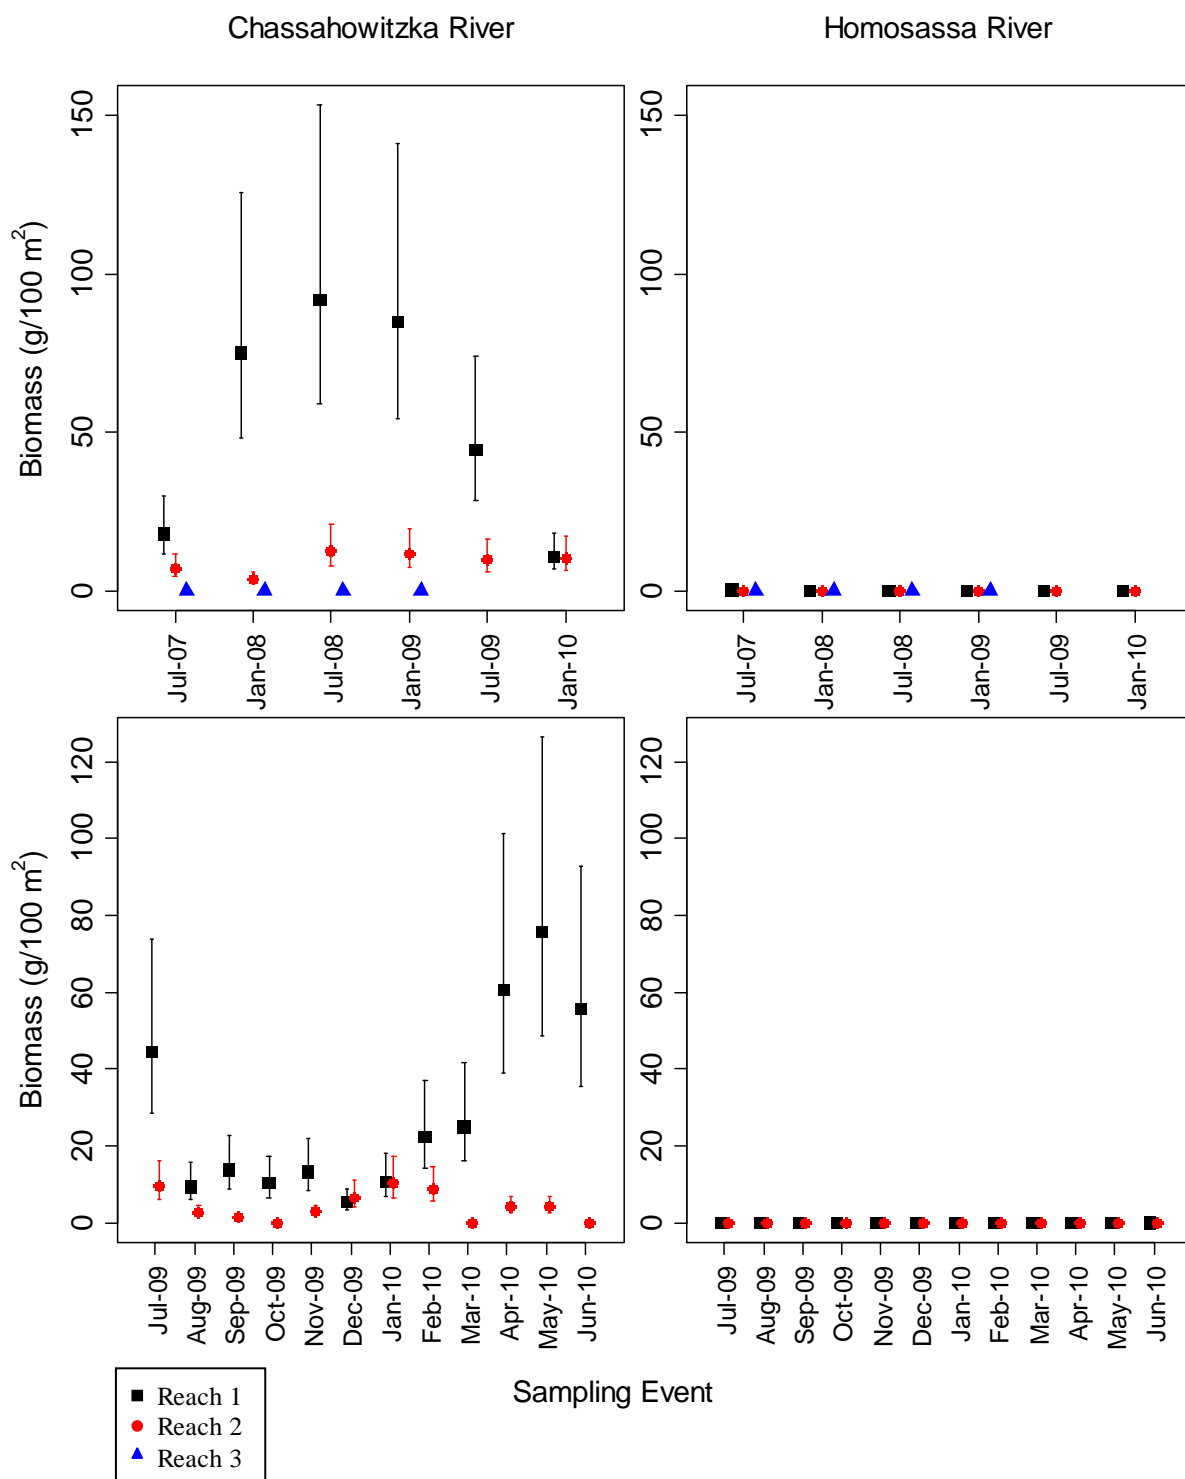 Chassahowitzka River
Homosassa River
Biomass (g/100 m²)
150
100
50
0
Jul-07
Jan-08
Jul-08
Jan-09
Jul-09
Jan-10
150
100
50
0
Jul-07
Jan-08
Jul-08
Jan-09
Jul-09
Jan-10
Biomass (g/100 m²)
120
100
80
60
40
20
0
Jul-09
Aug-09
Sep-09
Oct-09
Nov-09
Dec-09
Jan-10
Feb-10
Mar-10
Apr-10
May-10
Jun-10
120
100
80
60
40
20
0
Jul-09
Aug-09
Sep-09
Oct-09
Nov-09
Dec-09
Jan-10
Feb-10
Mar-10
Apr-10
May-10
Jun-10
Sampling Event
Reach 1
Reach 2
Reach 3